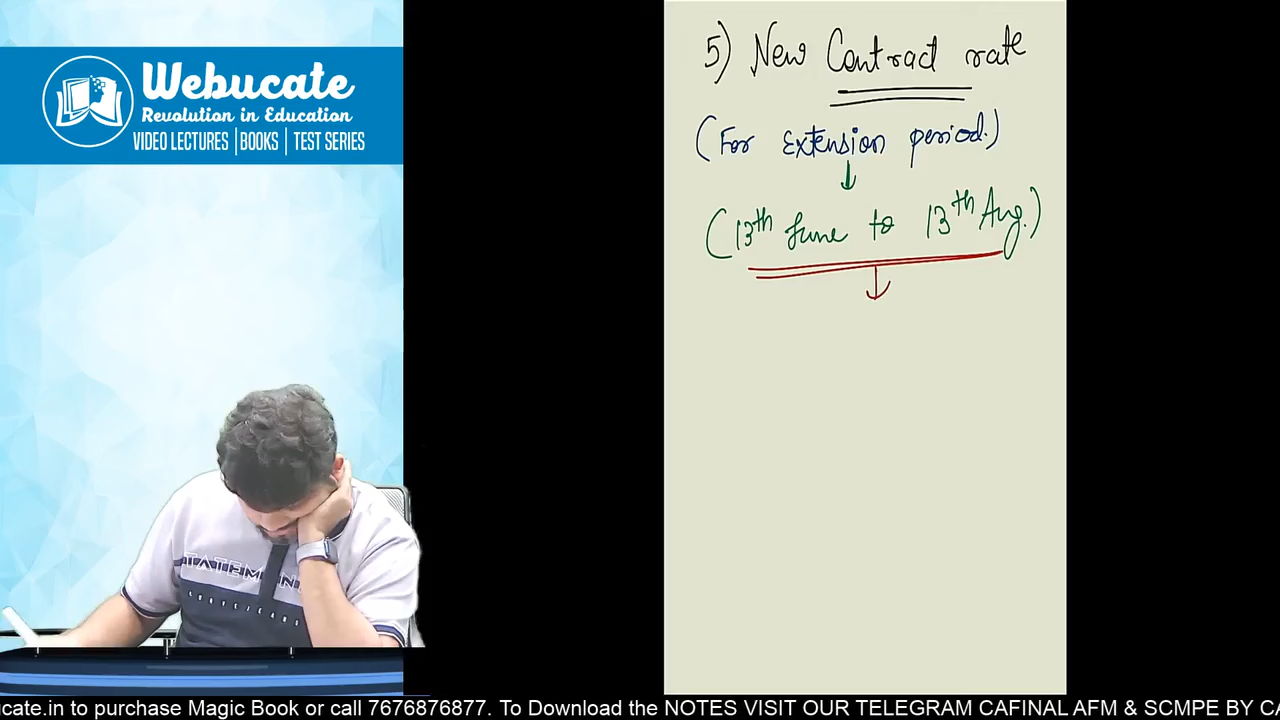 Webucate
Revolution in Education
VIDEO LECTURES | BOOKS | TEST SERIES
5) New Contract rate
(For extension period.)
(13th June to 13th Aug.)
TATEMEN
cate.in to purchase Magic Book or call 7676876877. To Download the NOTES VISIT OUR TELEGRAM CAFINAL AFM & SCMPE BY CA